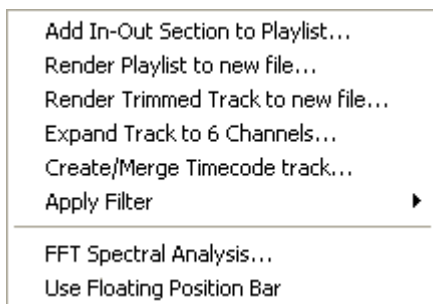 Add In-Out Section to Playlist...
Render Playlist to new file...
Render Trimmed Track to new file...
Expand Track to 6 Channels...
Create/Merge Timecode track...
Apply Filter
FFT Spectral Analysis...
Use Floating Position Bar